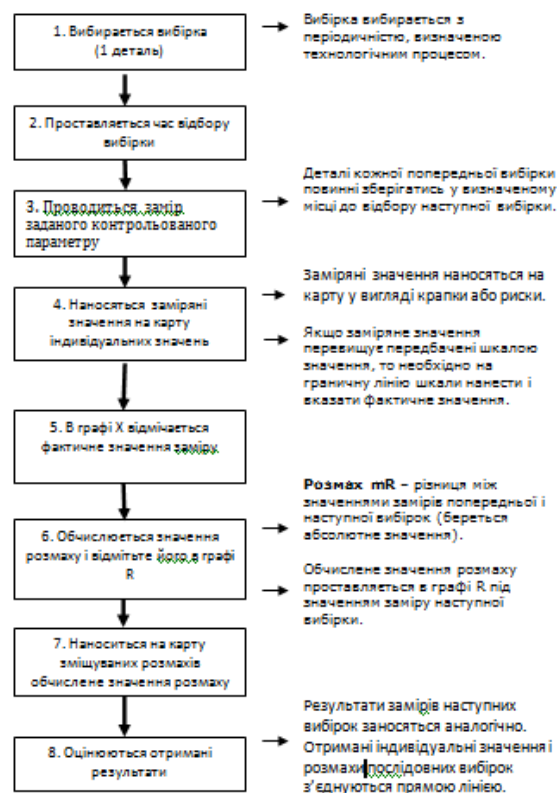 1. Вибирається вибірка
(1 деталь)
Вибірка вибирається з
періодичністю, визначеною
технологічним процесом.
2. Проставляється час відбору
вибірки
3. Проводиться замір
заданого контрольованого
параметру
Деталі кожної попередньої вибірки
повинні зберігатись у визначеному
місці до відбору наступної вибірки.
4. Наносяться заміряні
значення на карту
індивідуальних значень
Заміряні значення наносяться на
карту у вигляді крапки або риски.
Якщо заміряне значення
перевищує передбачені шкалою
значення, то необхідно на
граничну лінію шкали нанести і
вказати фактичне значення.
5. В графі X відмічається
фактичне значення заміру
6. Обчислюється значення
розмаху і відмітьте його в графі
R
Розмах mR – різниця між
значеннями замірів попередньої і
наступної вибірок (береться
абсолютне значення).
Обчислене значення розмаху
проставляється в графі R під
значенням заміру наступної
вибірки.
7. Наноситься на карту
зміщуваних розмахів
обчислене значення розмаху
8. Оцінюються отримані
результати
Результати замірів наступних
вибірок заносяться аналогічно.
Отримані індивідуальні значення і
розмахи послідовних вибірок
з’єднуються прямою лінією.